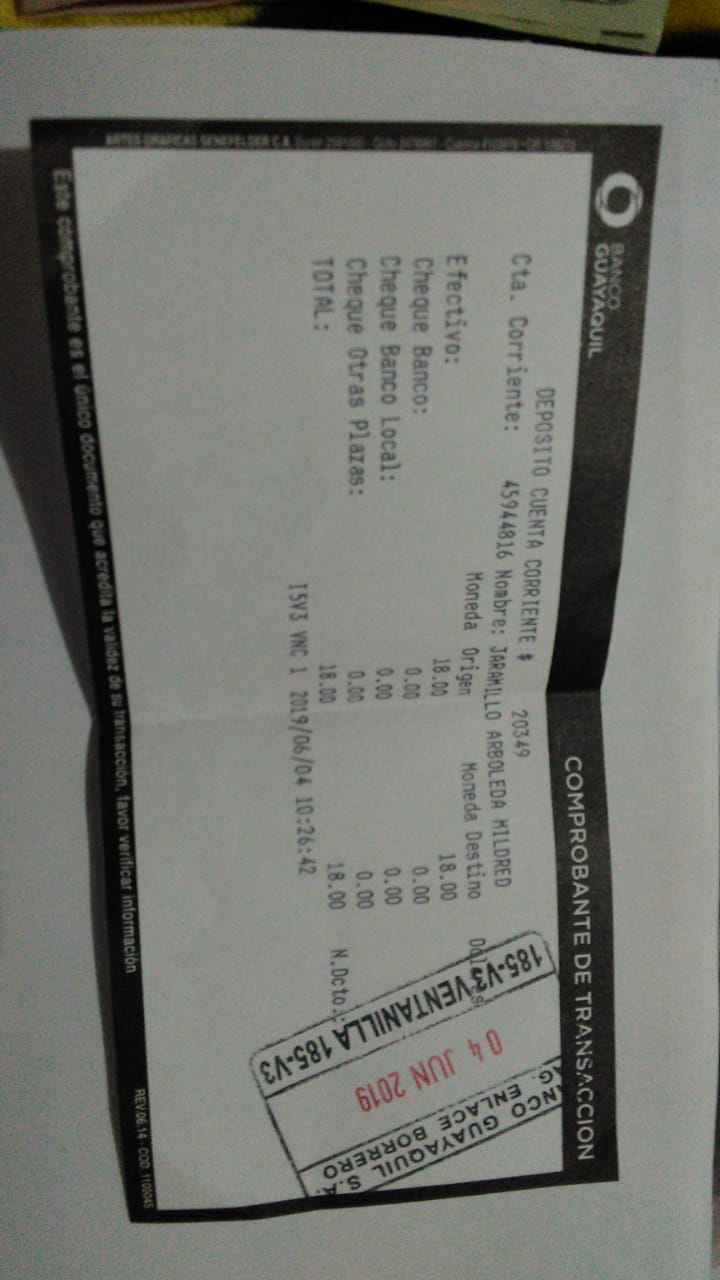 BANCO
GUAYAQUIL
COMPROBANTE DE TRANSACCION
DEPOSITO CUENTA CORRIENTE $ 20349
Cta. Corriente: 45944816 Nombre: JARAMILLO ARBOLEDA MILDRED
Moneda Origen Moneda Destino Dólares
Efectivo: 18.00 18.00
Cheque Banco: 0.00 0.00
Cheque Banco Local: 0.00 0.00
Cheque Otras Plazas: 0.00 0.00
TOTAL: 18.00 18.00 N.Dcto.:
I5V3 VNC 1 2019/06/04 10:26:42
ANCO GUAYAQUIL S.A.
AG. ENLACE BORRERO
04 JUN 2019
185-V3 VENTANILLA 185-V3
Este comprobante es el único documento que acredita la validez de su transacción, favor verificar información
REV.06.14 - COD. 1100045